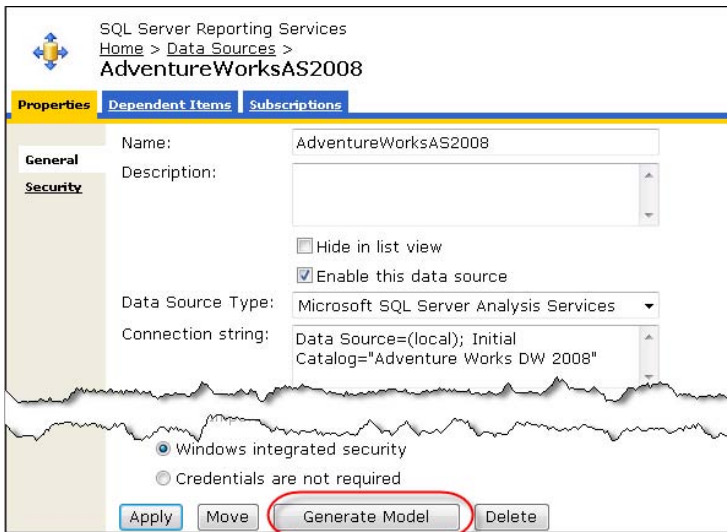 SQL Server Reporting Services
Home > Data Sources >
AdventureWorksAS2008
Properties Dependent Items Subscriptions
General
Security
Name: AdventureWorksAS2008
Description:
Hide in list view
Enable this data source
Data Source Type: Microsoft SQL Server Analysis Services
Connection string: Data Source=(local); Initial
Catalog="Adventure Works DW 2008"
Windows integrated security
Credentials are not required
Apply Move Generate Model Delete